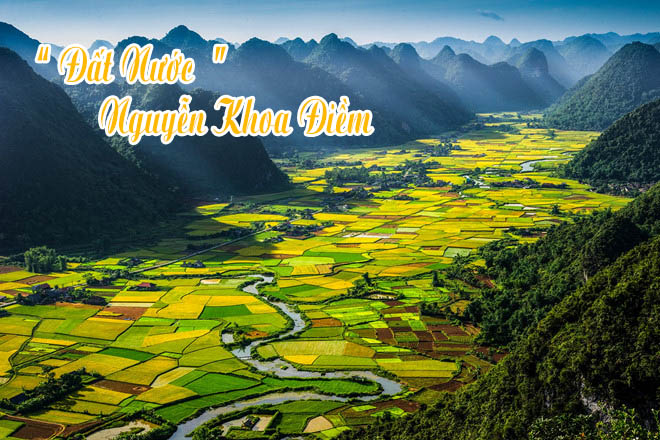 “ Đất Nước "
Nguyễn Khoa Điềm